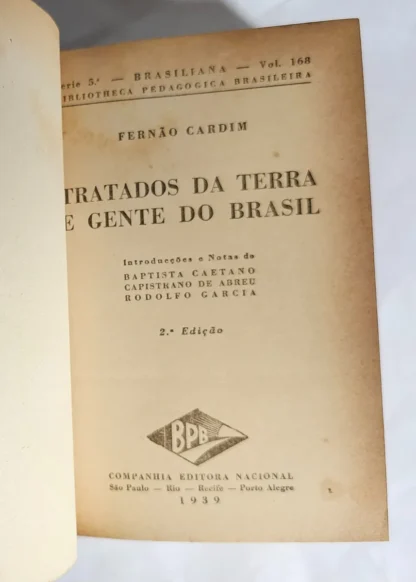 Serie 5.ª — BRASILIANA — Vol. 168
BIBLIOTHECA PEDAGOGICA BRASILEIRA
FERNÃO CARDIM
TRATADOS DA TERRA
E GENTE DO BRASIL
Introducções e Notas de
BAPTISTA CAETANO
CAPISTRANO DE ABREU
RODOLFO GARCIA
2.ª Edição
BPB
COMPANHIA EDITORA NACIONAL
São Paulo — Rio — Recife — Porto Alegre
1939